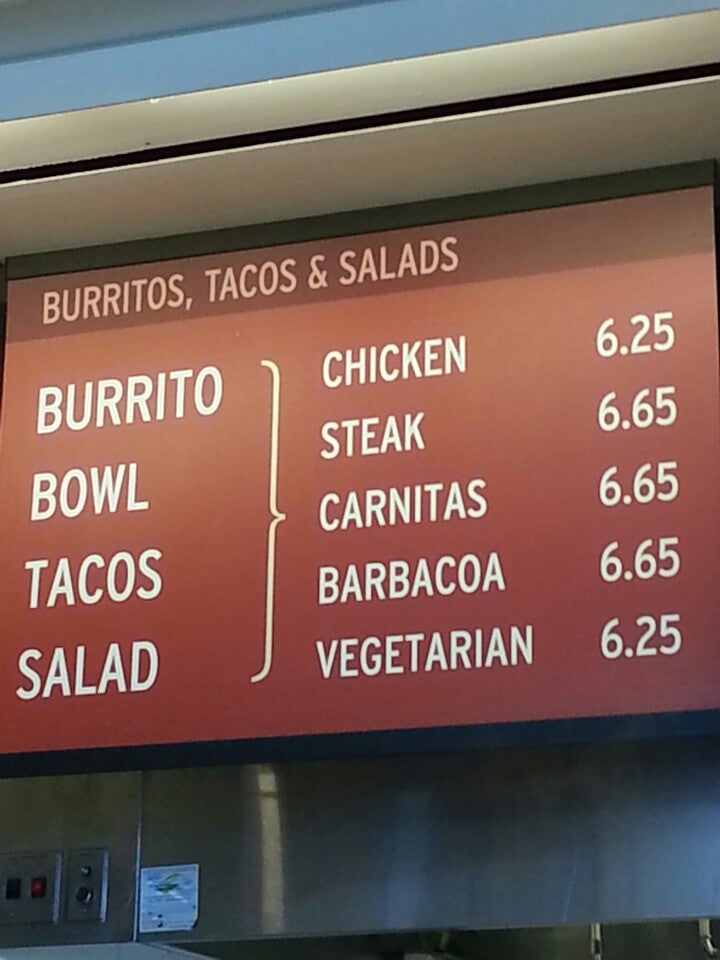 BURRITOS, TACOS & SALADS
BURRITO
BOWL
TACOS
SALAD
CHICKEN 6.25
STEAK 6.65
CARNITAS 6.65
BARBACOA 6.65
VEGETARIAN 6.25